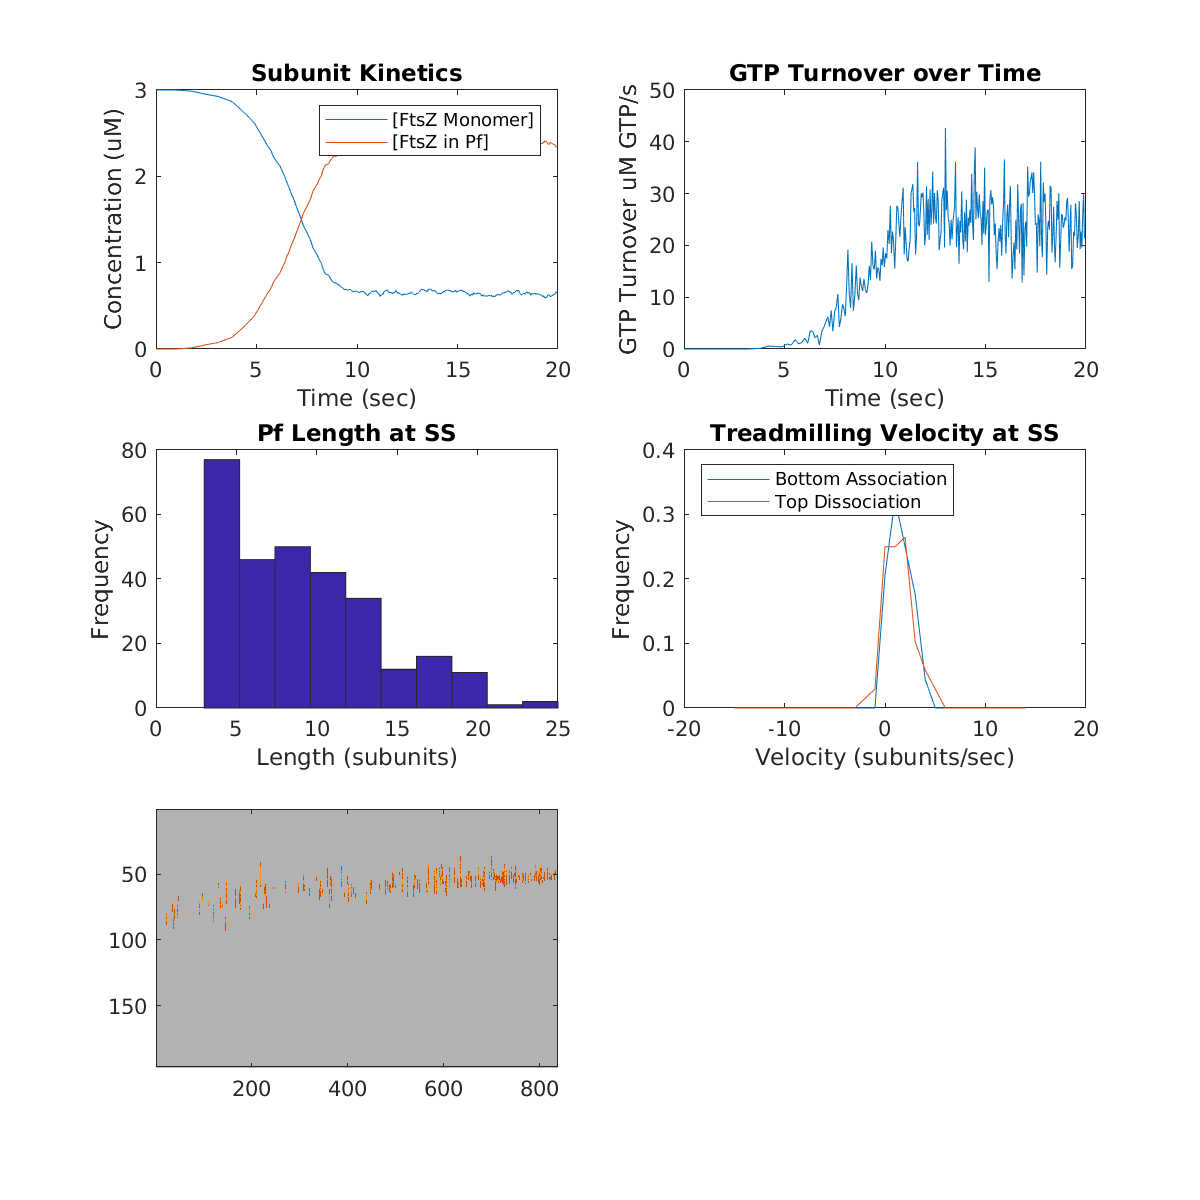 Subunit Kinetics
3
2
1
0
Concentration (uM)
[FtsZ Monomer]
[FtsZ in Pf]
0 5 10 15 20
Time (sec)
GTP Turnover over Time
50
40
30
20
10
0
GTP Turnover uM GTP/s
0 5 10 15 20
Time (sec)
Pf Length at SS
80
60
40
20
0
Frequency
0 5 10 15 20 25
Length (subunits)
Treadmilling Velocity at SS
0.4
0.3
0.2
0.1
0
Frequency
Bottom Association
Top Dissociation
-20 -10 0 10 20
Velocity (subunits/sec)
50
100
150
200 400 600 800